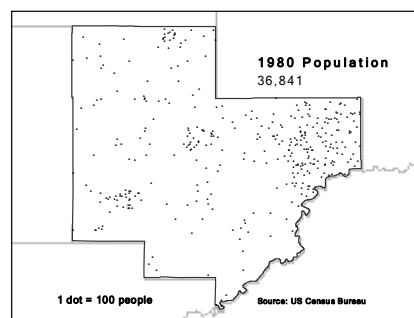 1980 Population
36,841
1 dot = 100 people
Source: US Census Bureau